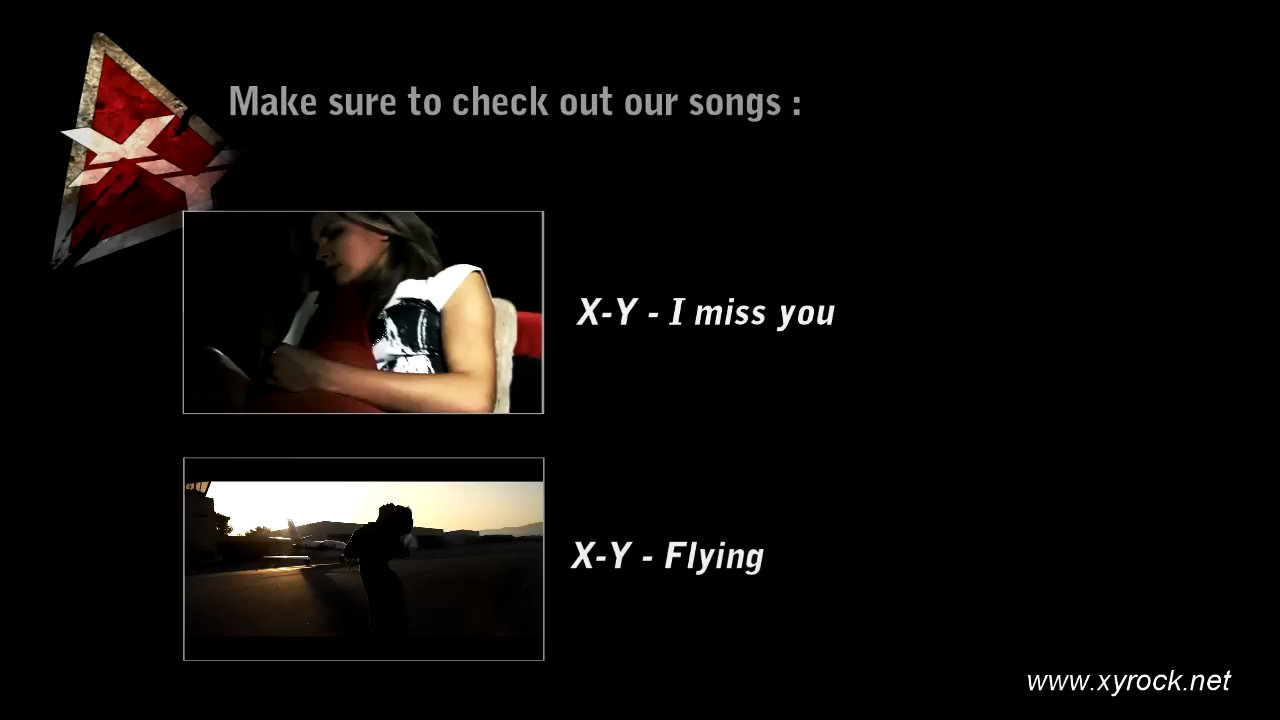 Make sure to check out our songs :
X-Y - I miss you
X-Y - Flying
www.xyrock.net